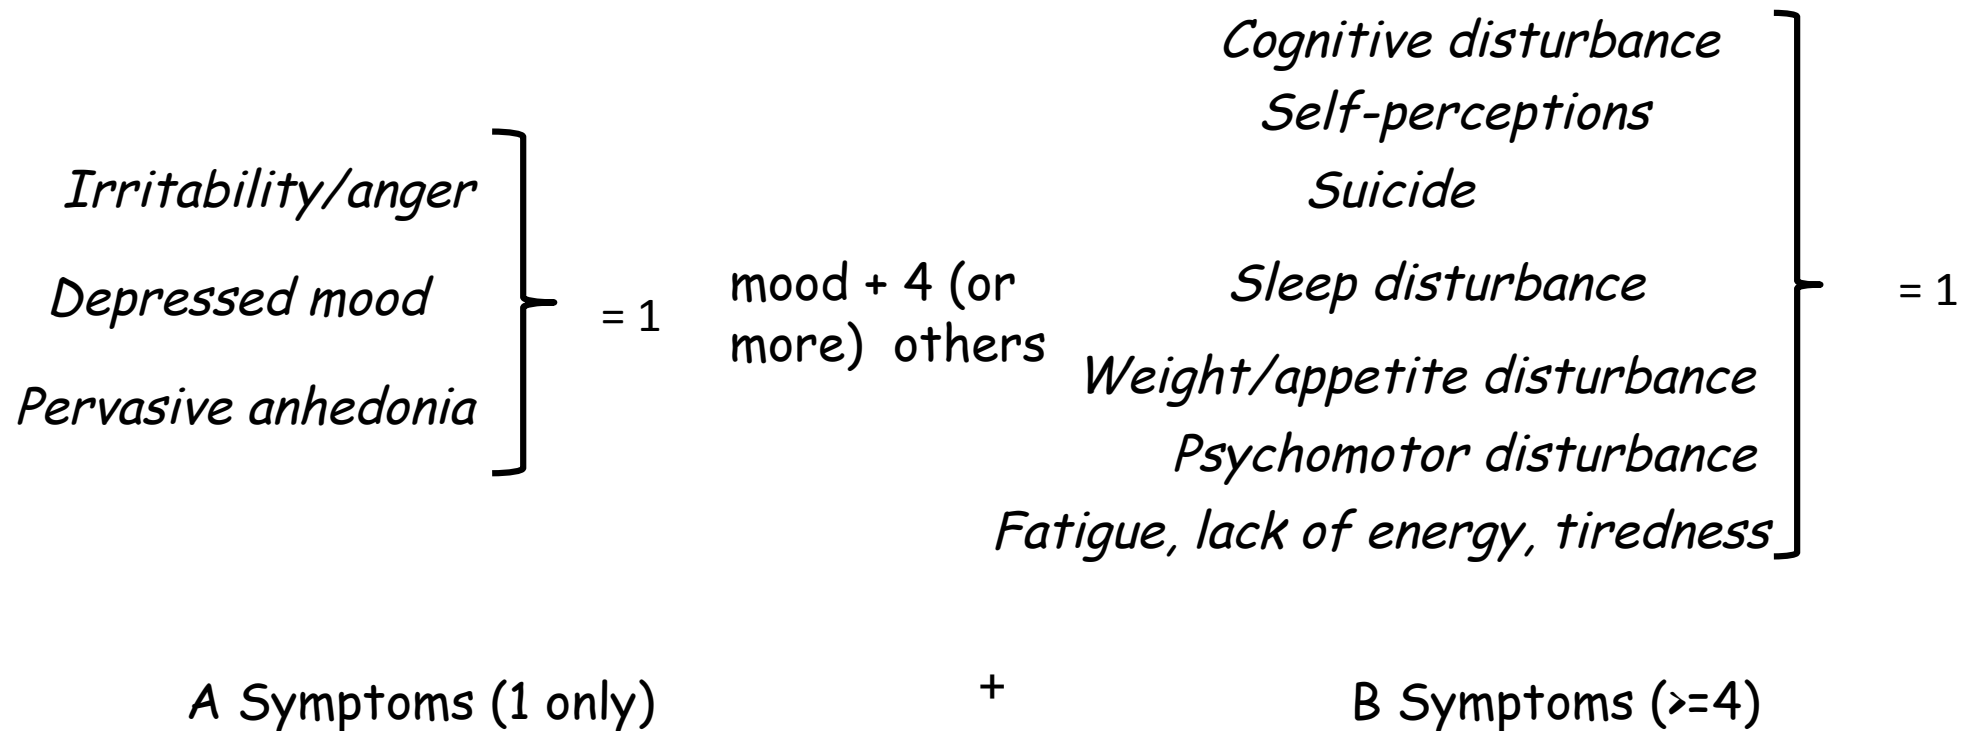 Irritability/anger
Depressed mood
Pervasive anhedonia
= 1
mood + 4 (or
more) others
Cognitive disturbance
Self-perceptions
Suicide
Sleep disturbance
Weight/appetite disturbance
Psychomotor disturbance
Fatigue, lack of energy, tiredness
= 1
A Symptoms (1 only)
+
B Symptoms (>=4)